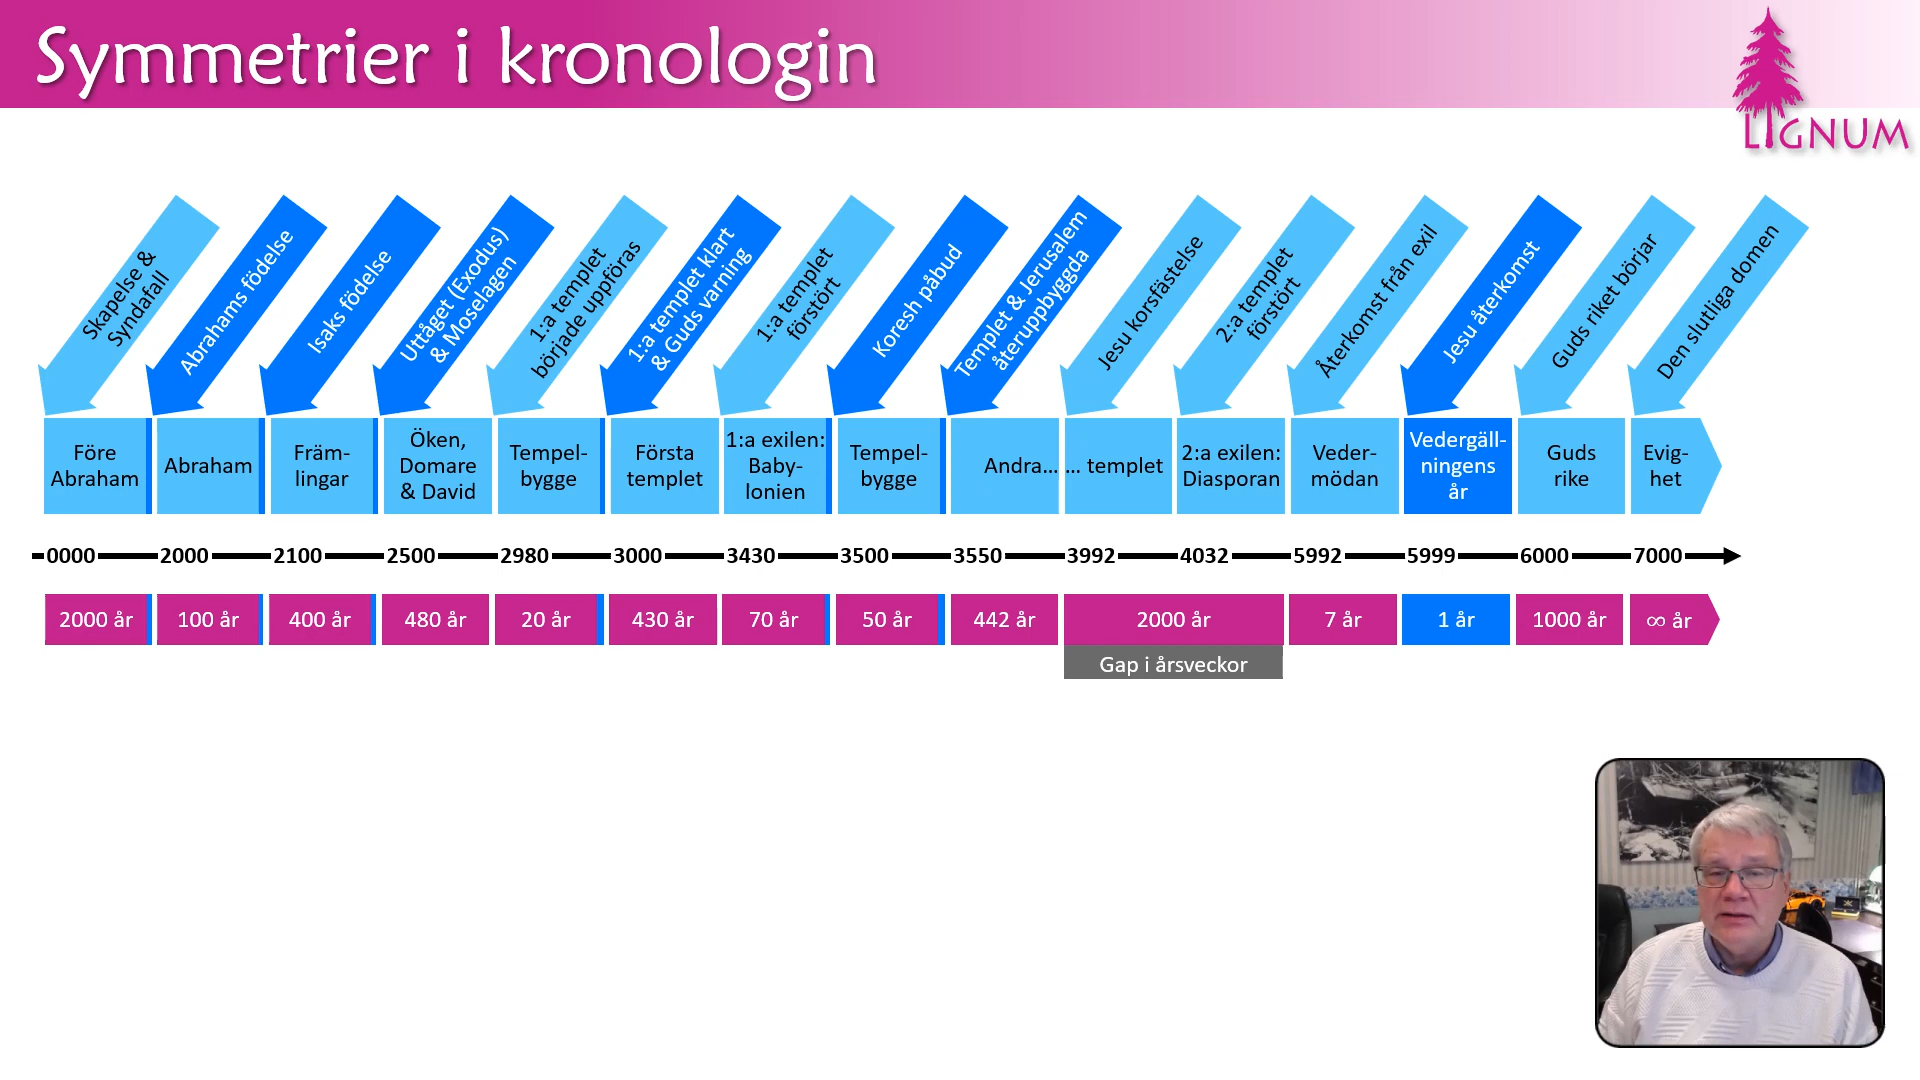 Symmetrier i kronologin
LIGNUM
Skapelse &
Syndafall
Abrahams födelse
Isaks födelse
Uttåget (Exodus)
& Moselagen
1:a templet
började uppföras
1:a templet klart
& Guds varning
1:a templet
förstört
Koresh påbud
Templet & Jerusalem
återuppbyggda
Jesu korsfästelse
2:a templet
förstört
Återkomst från exil
Jesu återkomst
Guds riket börjar
Den slutliga domen
Före
Abraham
Abraham
Främ-
lingar
Öken,
Domare
& David
Tempel-
bygge
Första
templet
1:a exilen:
Baby-
lonien
Tempel-
bygge
Andra...
... templet
2:a exilen:
Diasporan
Veder-
mödan
Vedergäll-
ningens
år
Guds
rike
Evig-
het
0000 2000 2100 2500 2980 3000 3430 3500 3550 3992 4032 5992 5999 6000 7000
2000 år 100 år 400 år 480 år 20 år 430 år 70 år 50 år 442 år 2000 år 7 år 1 år 1000 år ∞ år
Gap i årsveckor